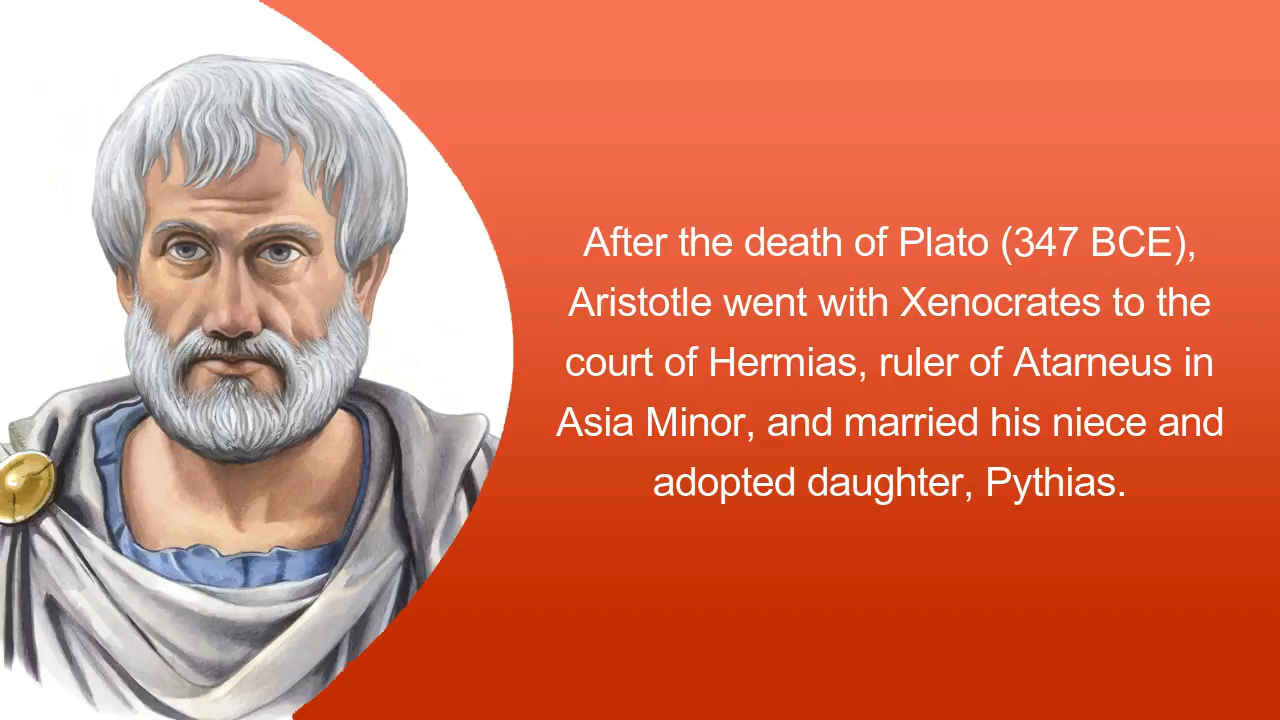 After the death of Plato (347 BCE),
Aristotle went with Xenocrates to the
court of Hermias, ruler of Atarneus in
Asia Minor, and married his niece and
adopted daughter, Pythias.